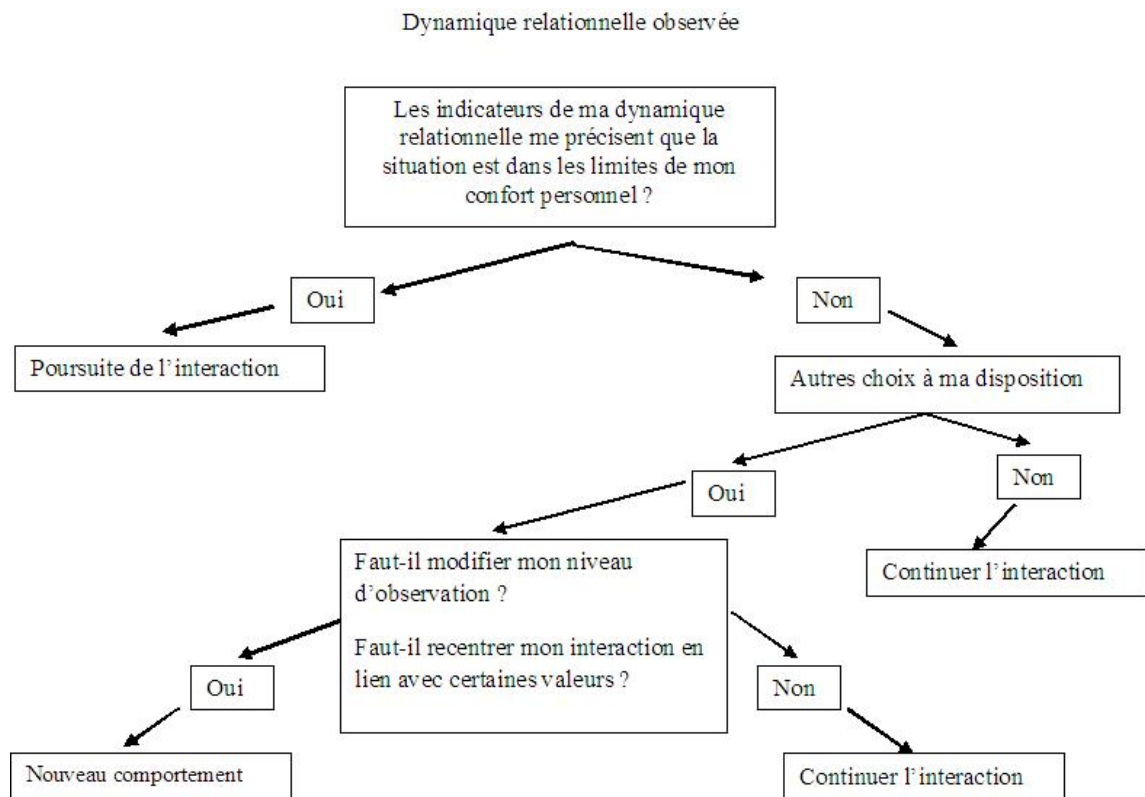 Dynamique relationnelle observée
Les indicateurs de ma dynamique
relationnelle me précisent que la
situation est dans les limites de mon
confort personnel ?
Oui
Non
Poursuite de l’interaction
Autres choix à ma disposition
Oui
Non
Faut-il modifier mon niveau
d’observation ?
Faut-il recentrer mon interaction en
lien avec certaines valeurs ?
Continuer l’interaction
Oui
Non
Nouveau comportement
Continuer l’interaction